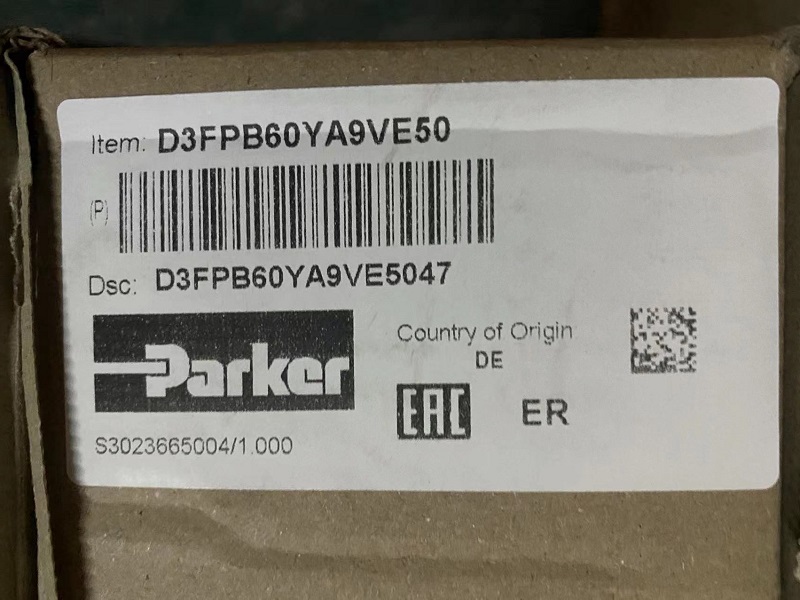 Item: D3FPB60YA9VE50
(P)
Dsc: D3FPB60YA9VE5047
Parker
Country of Origin
DE
EAC ER
S3023665004/1.000